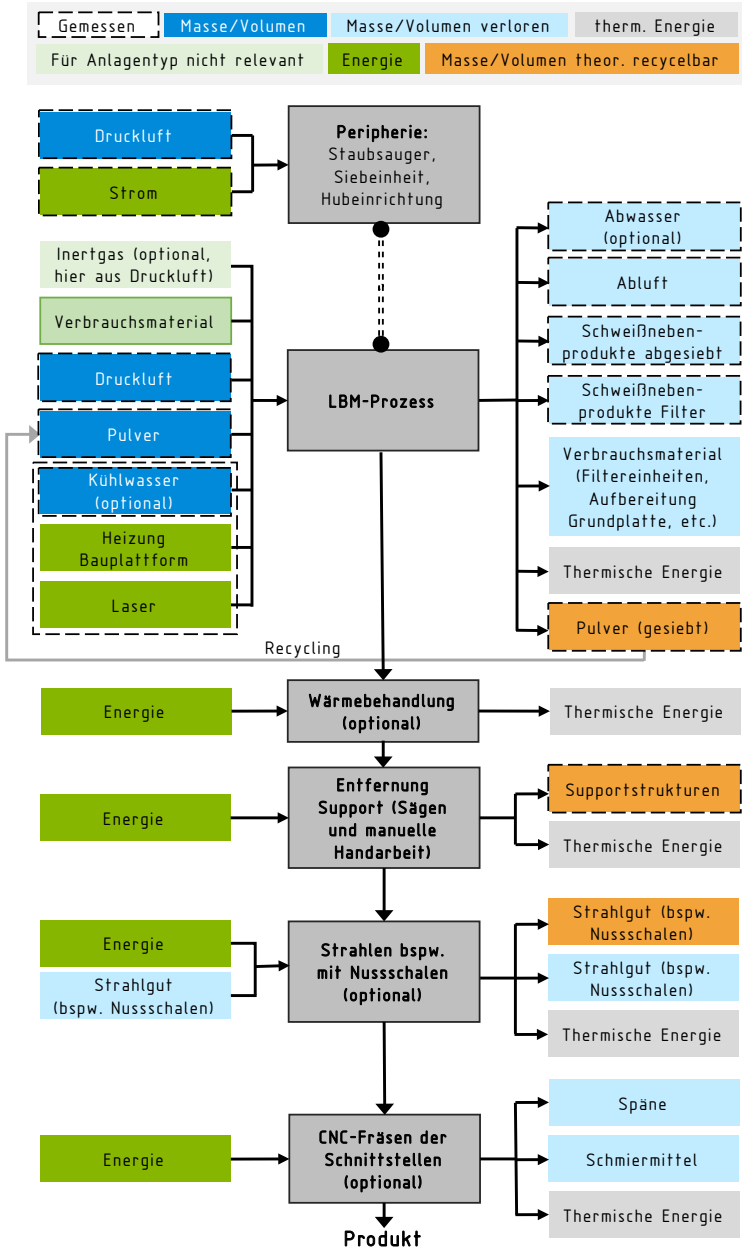 Gemessen
Masse/Volumen
Masse/Volumen verloren
therm. Energie
Für Anlagentyp nicht relevant
Energie
Masse/Volumen theor. recycelbar
Druckluft
Strom
Peripherie:
Staubsauger,
Siebeinheit,
Hubeinrichtung
Inertgas (optional,
hier aus Druckluft)
Verbrauchsmaterial
Druckluft
Pulver
Kühlwasser
(optional)
Heizung
Bauplattform
Laser
LBM-Prozess
Abwasser
(optional)
Abluft
Schweißneben-
produkte abgesiebt
Schweißneben-
produkte Filter
Verbrauchsmaterial
(Filtereinheiten,
Aufbereitung
Grundplatte, etc.)
Thermische Energie
Pulver (gesiebt)
Recycling
Energie
Wärmebehandlung
(optional)
Thermische Energie
Energie
Entfernung
Support (Sägen
und manuelle
Handarbeit)
Supportstrukturen
Thermische Energie
Energie
Strahlgut
(bspw. Nussschalen)
Strahlen bspw.
mit Nussschalen
(optional)
Strahlgut (bspw.
Nussschalen)
Strahlgut (bspw.
Nussschalen)
Thermische Energie
Energie
CNC-Fräsen der
Schnittstellen
(optional)
Späne
Schmiermittel
Thermische Energie
Produkt